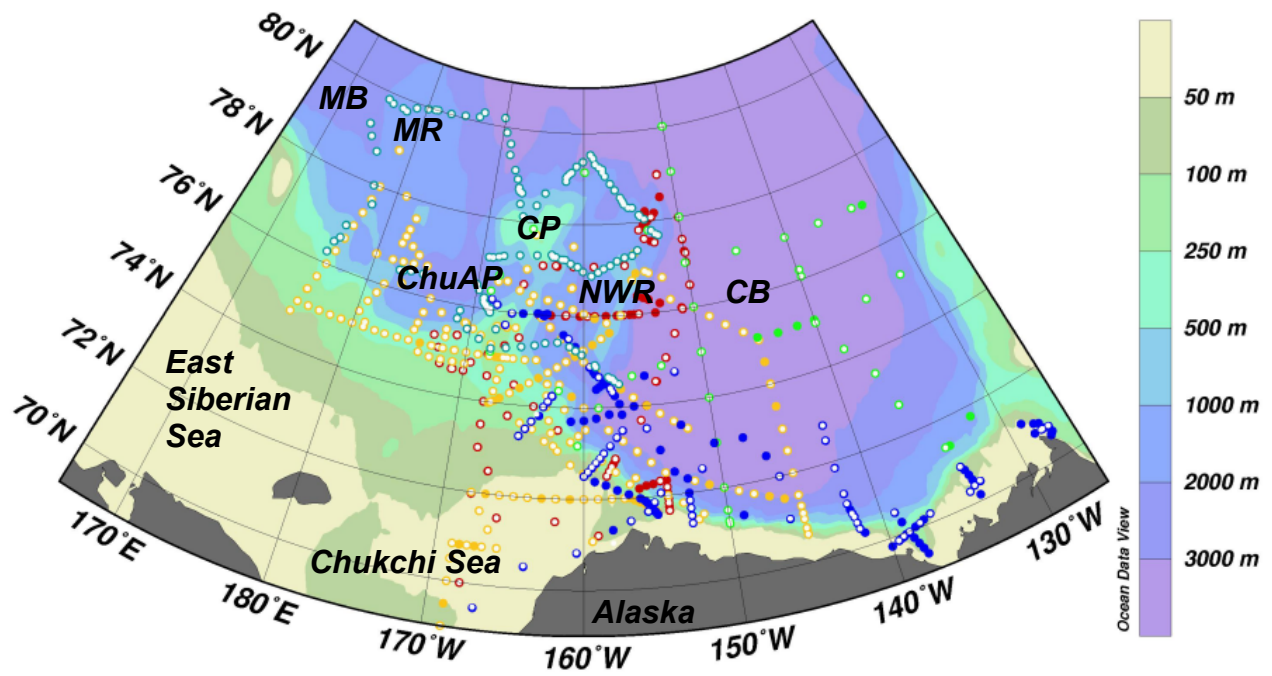 80°N
78°N
76°N
74°N
72°N
70°N
MB
MR
CP
ChuAP
NWR
CB
East
Siberian
Sea
Chukchi Sea
Alaska
170°E
180°E
170°W
160°W
150°W
140°W
130°W
50 m
100 m
250 m
500 m
1000 m
2000 m
3000 m
Ocean Data View